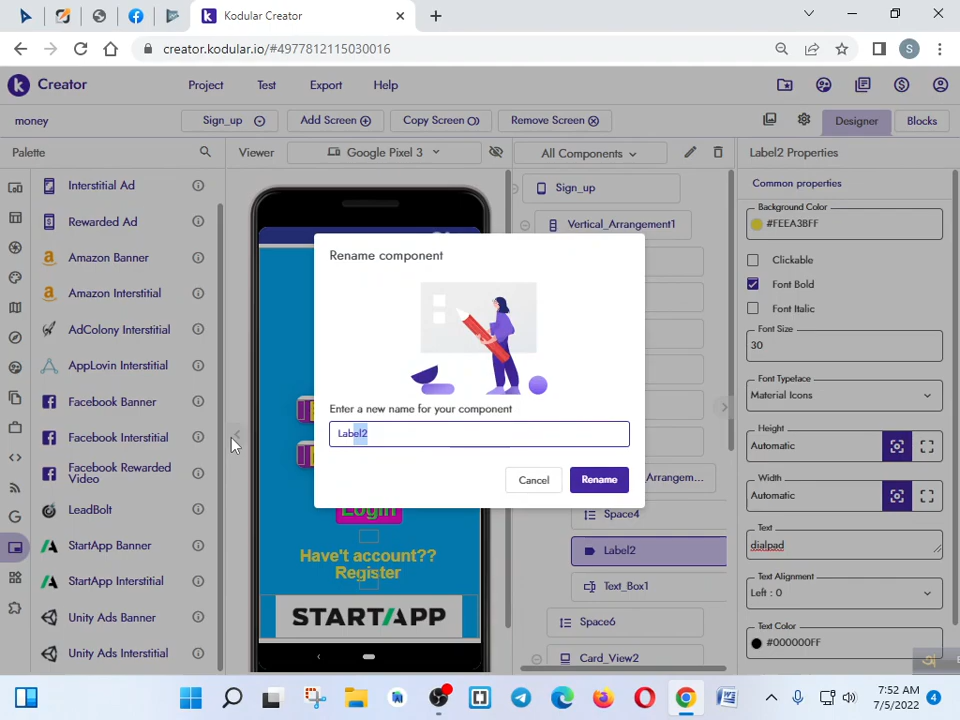 Kodular Creator
creator.kodular.io/#4977812115030016
S
Creator
Project
Test
Export
Help
money
Sign_up
Add Screen
Copy Screen
Remove Screen
Designer
Blocks
Palette
Viewer
Google Pixel 3
All Components
Label2 Properties
Interstitial Ad
Rewarded Ad
Amazon Banner
Amazon Interstitial
AdColony Interstitial
AppLovin Interstitial
Facebook Banner
Facebook Interstitial
Facebook Rewarded
Video
LeadBolt
StartApp Banner
StartApp Interstitial
Unity Ads Banner
Unity Ads Interstitial
Rename component
Enter a new name for your component
Label2
Cancel
Rename
Login
Have't account??
Register
STARTAPP
Sign_up
Vertical_Arrangement1
Arrangem...
Space4
Label2
Text_Box1
Space6
Card_View2
Common properties
Background Color
#FEEA3BFF
Clickable
Font Bold
Font Italic
Font Size
30
Font Typeface
Material Icons
Height
Automatic
Width
Automatic
Text
dialpad
Text Alignment
Left : 0
Text Color
#000000FF
7:52 AM
7/5/2022
4